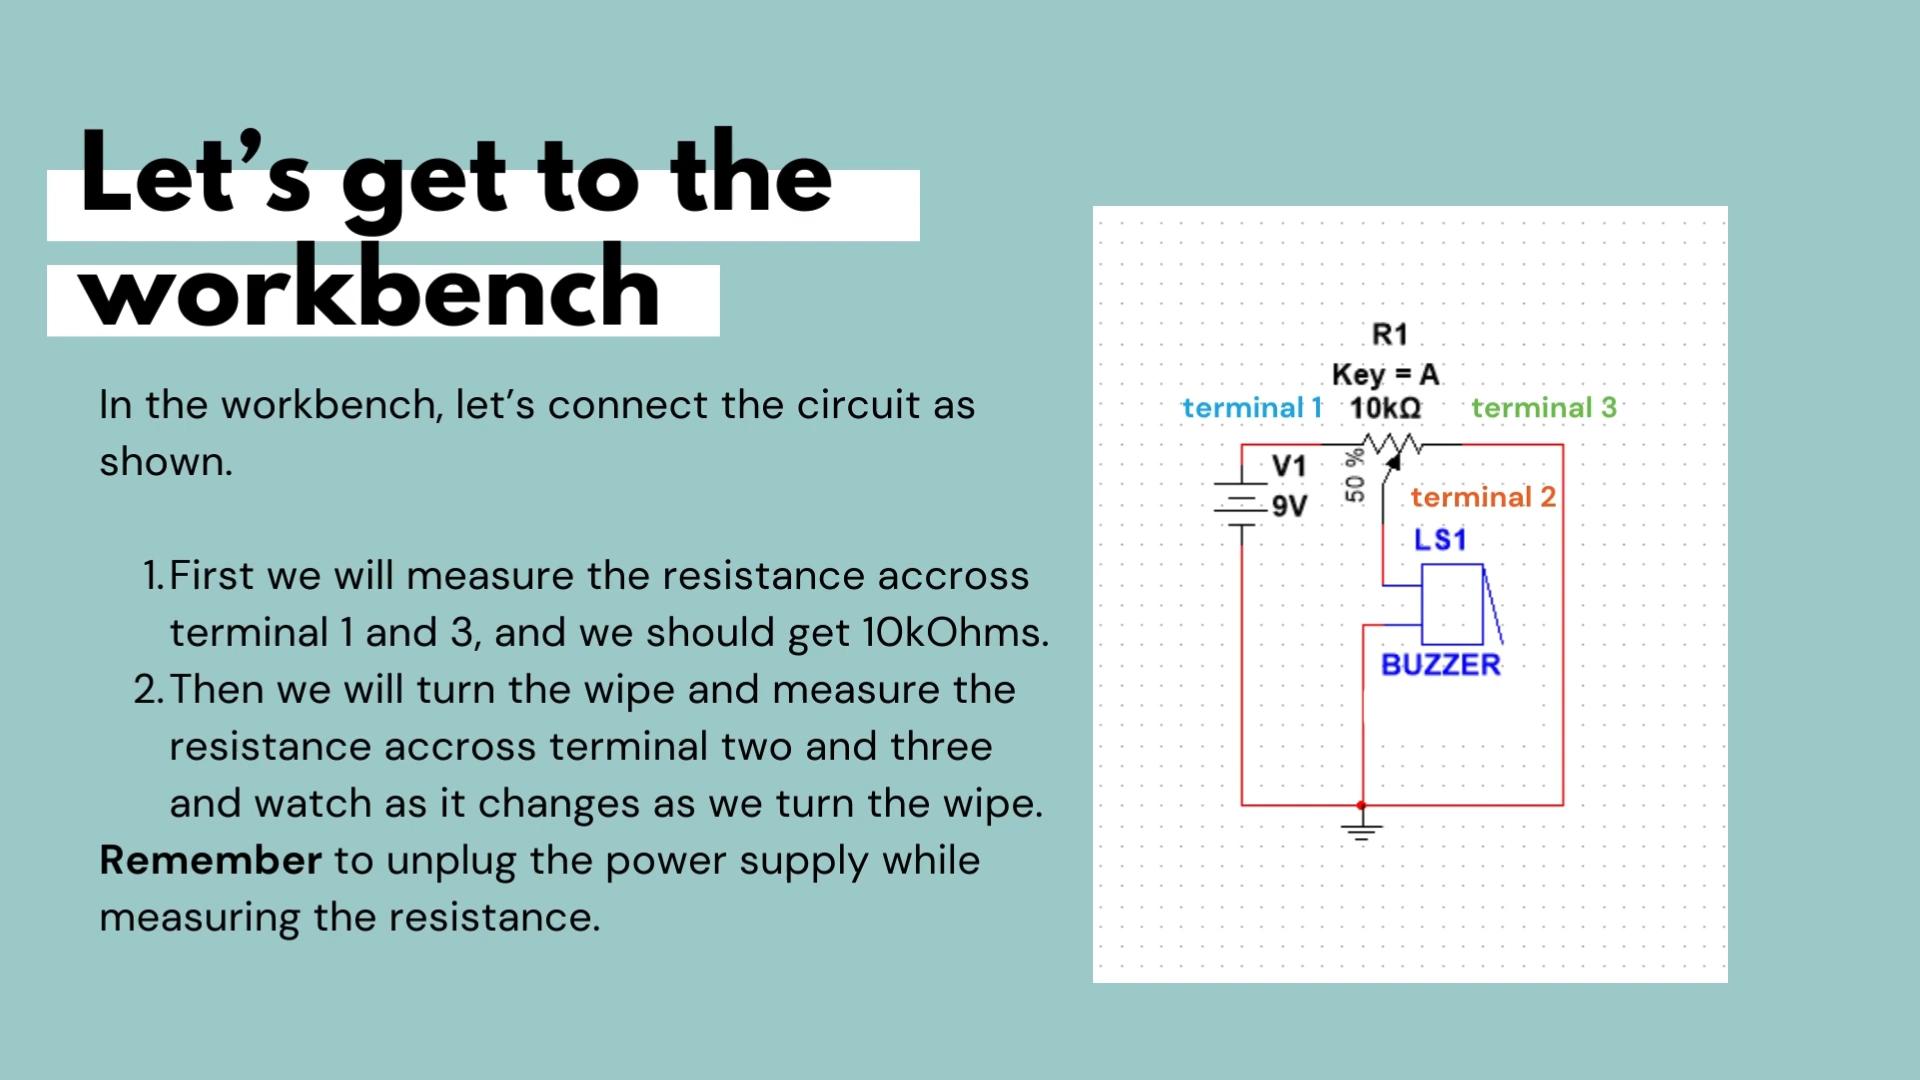 Let’s get to the
workbench
In the workbench, let’s connect the circuit as
shown.
1. First we will measure the resistance accross
terminal 1 and 3, and we should get 10kOhms.
2. Then we will turn the wipe and measure the
resistance accross terminal two and three
and watch as it changes as we turn the wipe.
Remember to unplug the power supply while
measuring the resistance.
R1
Key = A
terminal 1 10kΩ terminal 3
V1
50 %
9V
terminal 2
LS1
BUZZER